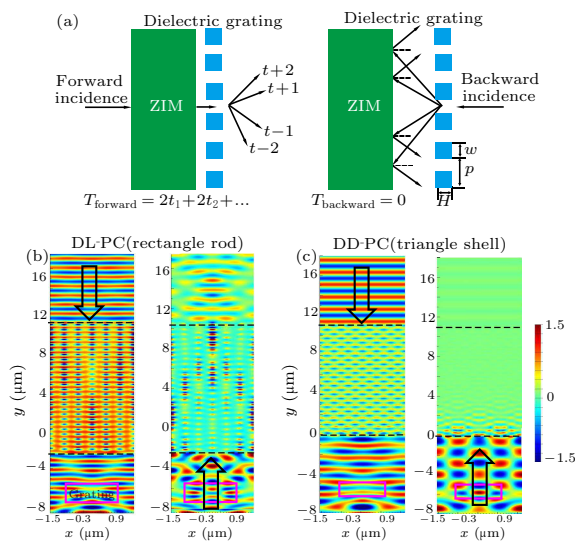 (a)
Dielectric grating
Dielectric grating
Forward
incidence
ZIM
t+2
t+1
t−1
t−2
ZIM
Backward
incidence
w
p
H
T_forward = 2t_1+2t_2+...
T_backward = 0
(b) DL-PC(rectangle rod)
(c) DD-PC(triangle shell)
16
12
8
4
0
−4
−8
y (μm)
Grating
−1.5 −0.3 0.9
x (μm)
16
12
8
4
0
−4
−8
−1.5 −0.3 0.9
x (μm)
16
12
8
4
0
−4
−8
y (μm)
−1.5 −0.3 0.9
x (μm)
16
12
8
4
0
−4
−8
−1.5 −0.3 0.9
x (μm)
1.5
0
−1.5